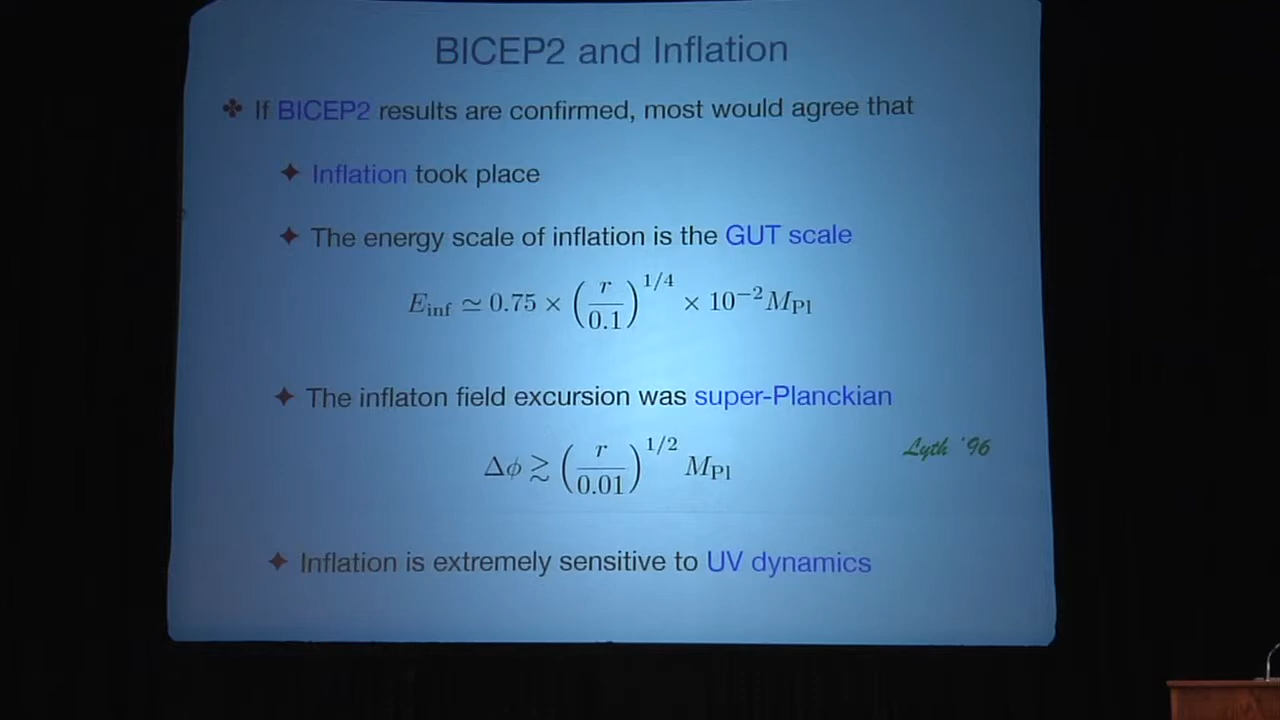 BICEP2 and Inflation
✤ If BICEP2 results are confirmed, most would agree that
✦ Inflation took place
✦ The energy scale of inflation is the GUT scale
E_inf ≃ 0.75 × (r/0.1)^{1/4} × 10^{-2} M_Pl
✦ The inflaton field excursion was super-Planckian
Lyth '96
Δφ ≳ (r/0.01)^{1/2} M_Pl
✦ Inflation is extremely sensitive to UV dynamics